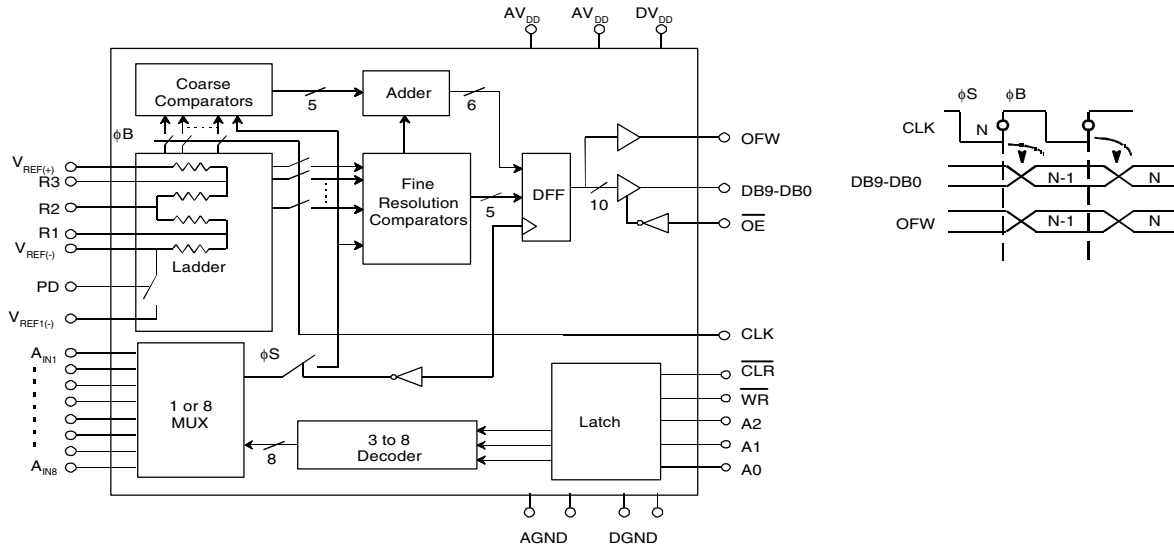 AVDD AVDD DVDD
Coarse
Comparators
5
Adder
6
φB
VREF(+)
R3
R2
R1
VREF(-)
Ladder
PD
VREF1(-)
Fine
Resolution
Comparators
5
DFF
10
OFW
DB9-DB0
OE
CLK
φS
AIN1
AIN8
1 or 8
MUX
8
3 to 8
Decoder
Latch
CLR
WR
A2
A1
A0
AGND DGND
φS φB
CLK
N
DB9-DB0
N-1 N
OFW
N-1 N